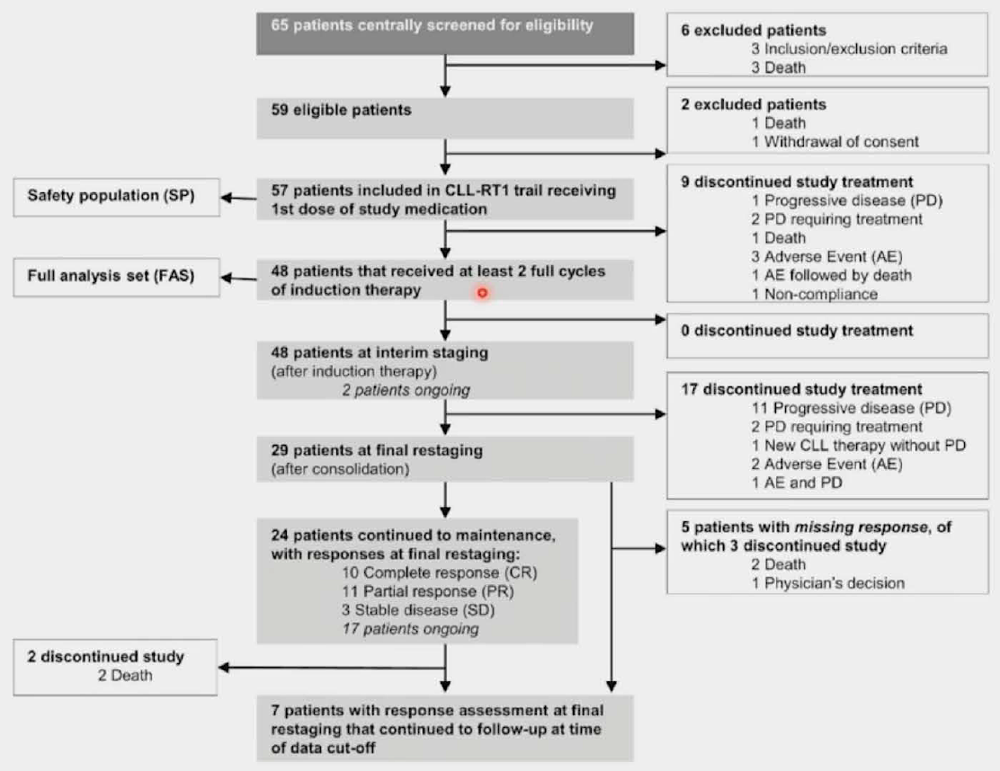 65 patients centrally screened for eligibility
6 excluded patients
3 Inclusion/exclusion criteria
3 Death
59 eligible patients
2 excluded patients
1 Death
1 Withdrawal of consent
Safety population (SP)
57 patients included in CLL-RT1 trail receiving
1st dose of study medication
9 discontinued study treatment
1 Progressive disease (PD)
2 PD requiring treatment
1 Death
3 Adverse Event (AE)
1 AE followed by death
1 Non-compliance
Full analysis set (FAS)
48 patients that received at least 2 full cycles
of induction therapy
0 discontinued study treatment
48 patients at interim staging
(after induction therapy)
2 patients ongoing
17 discontinued study treatment
11 Progressive disease (PD)
2 PD requiring treatment
1 New CLL therapy without PD
2 Adverse Event (AE)
1 AE and PD
29 patients at final restaging
(after consolidation)
5 patients with missing response, of
which 3 discontinued study
2 Death
1 Physician's decision
24 patients continued to maintenance,
with responses at final restaging:
10 Complete response (CR)
11 Partial response (PR)
3 Stable disease (SD)
17 patients ongoing
2 discontinued study
2 Death
7 patients with response assessment at final
restaging that continued to follow-up at time
of data cut-off